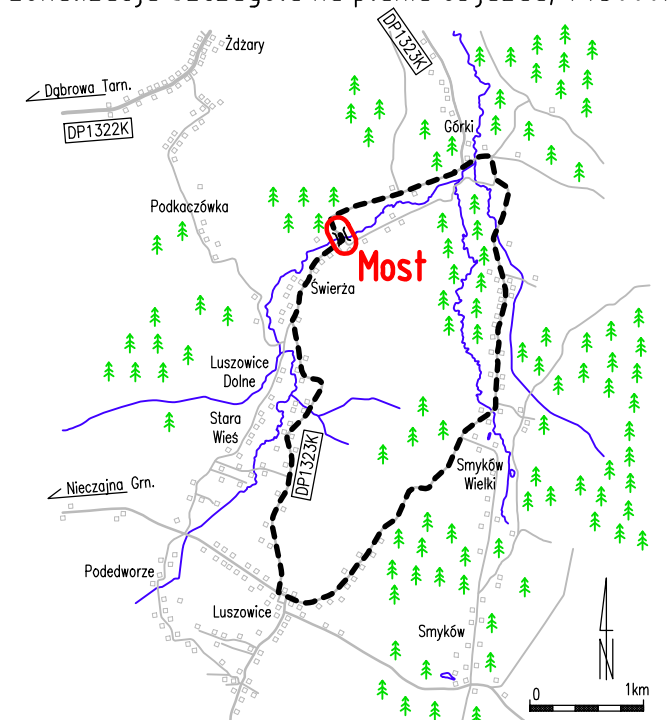 Żdżary
DP1323K
Dąbrowa Tarn.
DP1322K
Górki
Podkaczówka
Most
Świerża
Luszowice
Dolne
Stara
Wieś
DP1323K
Smyków
Wielki
Nieczajna Grn.
Podedworze
Luszowice
Smyków
N
0 1km